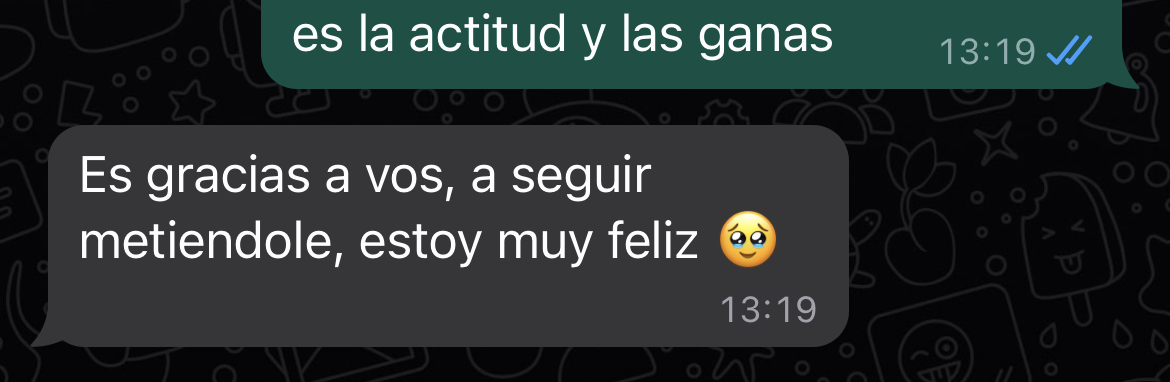 es la actitud y las ganas
13:19
Es gracias a vos, a seguir
metiendole, estoy muy feliz 🥹
13:19